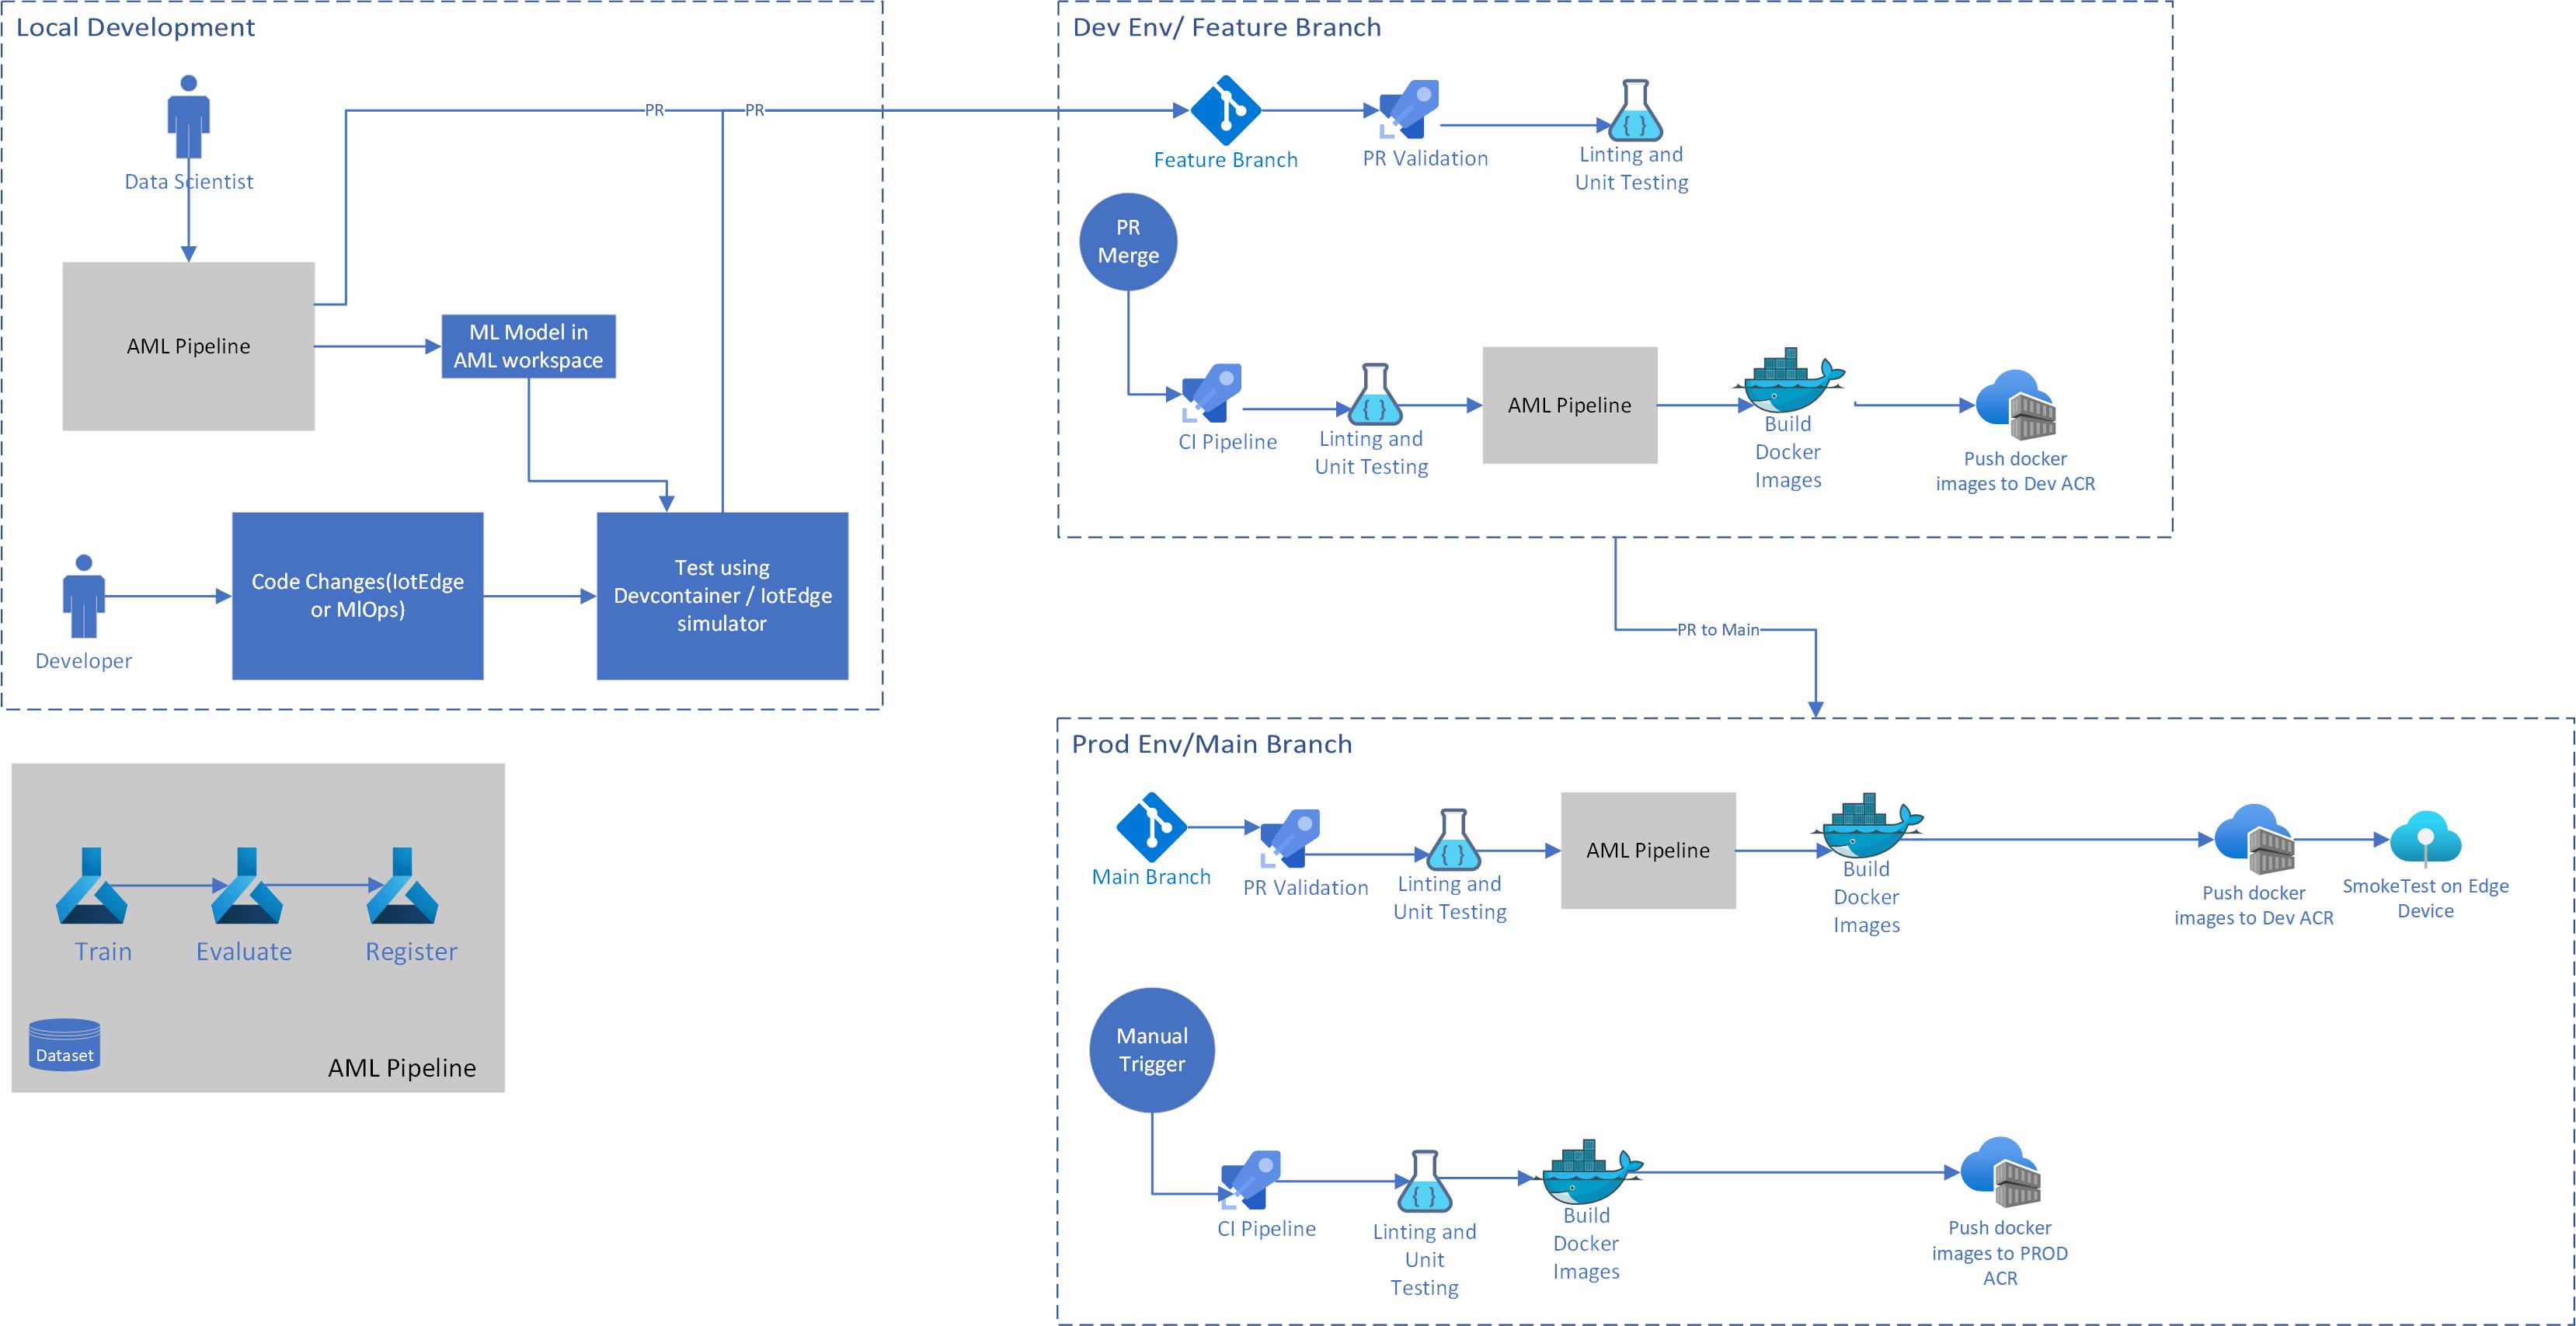 Local Development
Data Scientist
AML Pipeline
ML Model in
AML workspace
PR
PR
Developer
Code Changes(IotEdge
or MlOps)
Test using
Devcontainer / IotEdge
simulator
Train
Evaluate
Register
Dataset
AML Pipeline
Dev Env/ Feature Branch
Feature Branch
PR Validation
Linting and
Unit Testing
PR
Merge
CI Pipeline
Linting and
Unit Testing
AML Pipeline
Build
Docker
Images
Push docker
images to Dev ACR
PR to Main
Prod Env/Main Branch
Main Branch
PR Validation
Linting and
Unit Testing
AML Pipeline
Build
Docker
Images
Push docker
images to Dev ACR
SmokeTest on Edge
Device
Manual
Trigger
CI Pipeline
Linting and
Unit
Testing
Build
Docker
Images
Push docker
images to PROD
ACR